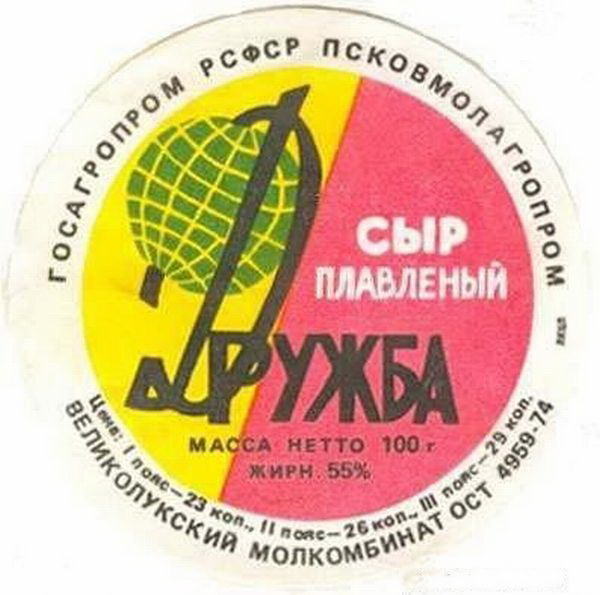 ГОСАГРОПРОМ РСФСР ПСКОВМОЛАГРОПРОМ
СЫР
ПЛАВЛЕНЫЙ
ДРУЖБА
МАССА НЕТТО 100 г
ЖИРН. 55%
Цена: I пояс—23 коп., II пояс—26 коп., III пояс—29 коп.
ВЕЛИКОЛУКСКИЙ МОЛКОМБИНАТ ОСТ 4959-74